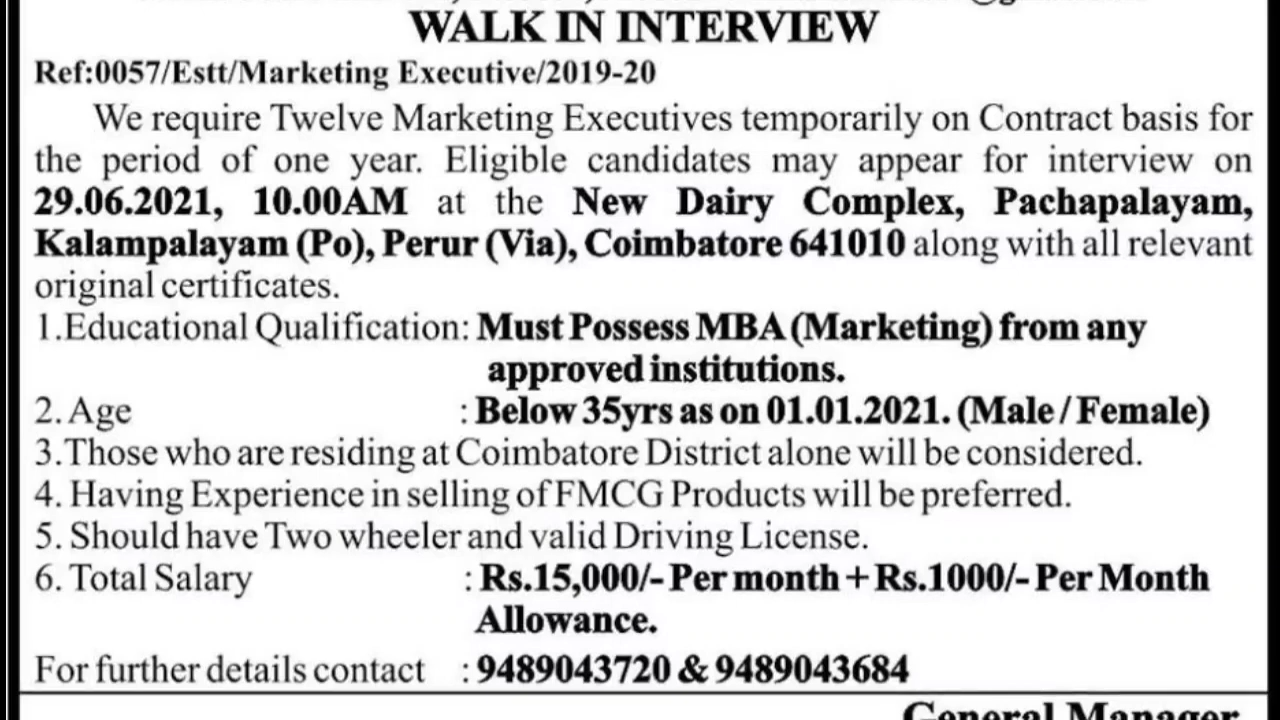 WALK IN INTERVIEW
Ref:0057/Estt/Marketing Executive/2019-20
We require Twelve Marketing Executives temporarily on Contract basis for
the period of one year. Eligible candidates may appear for interview on
29.06.2021, 10.00AM at the New Dairy Complex, Pachapalayam,
Kalampalayam (Po), Perur (Via), Coimbatore 641010 along with all relevant
original certificates.
1.Educational Qualification: Must Possess MBA (Marketing) from any
approved institutions.
2. Age : Below 35yrs as on 01.01.2021. (Male / Female)
3.Those who are residing at Coimbatore District alone will be considered.
4. Having Experience in selling of FMCG Products will be preferred.
5. Should have Two wheeler and valid Driving License.
6. Total Salary : Rs.15,000/- Per month + Rs.1000/- Per Month
Allowance.
For further details contact : 9489043720 & 9489043684
General Manager